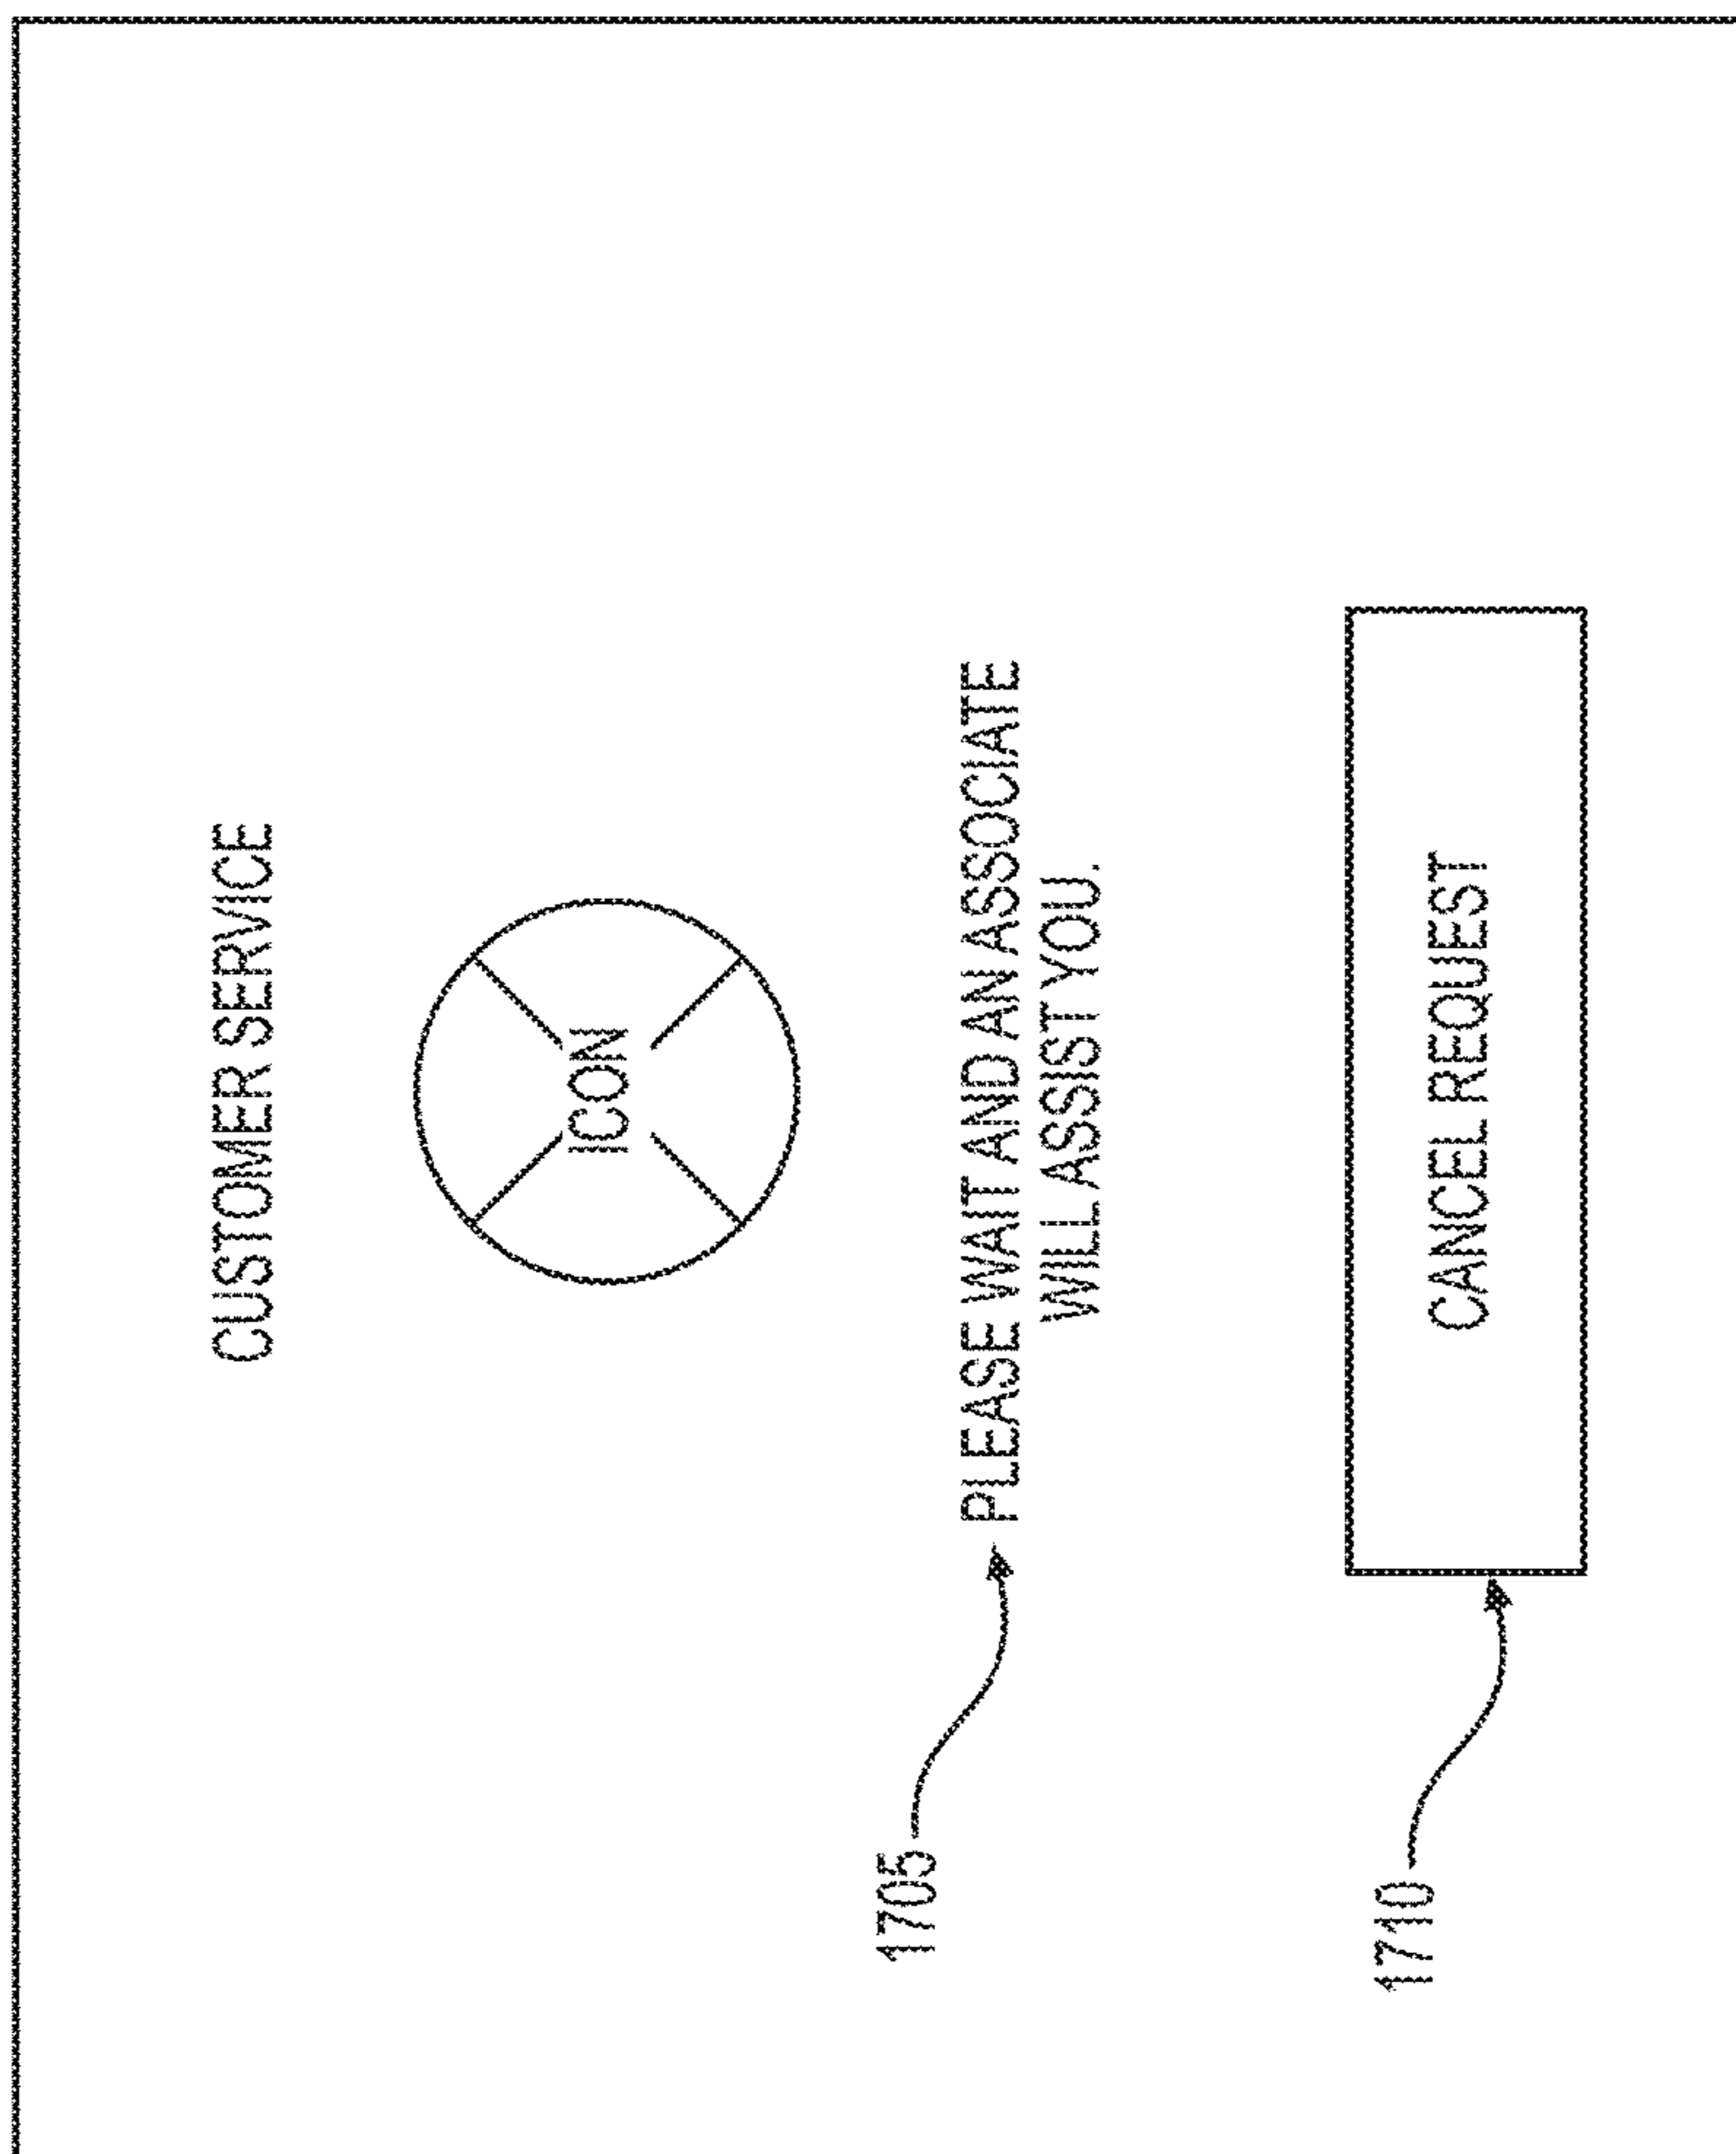 CUSTOMER SERVICE
ICON
1705
PLEASE WAIT AND AN ASSOCIATE
WILL ASSIST YOU.
1710
CANCEL REQUEST